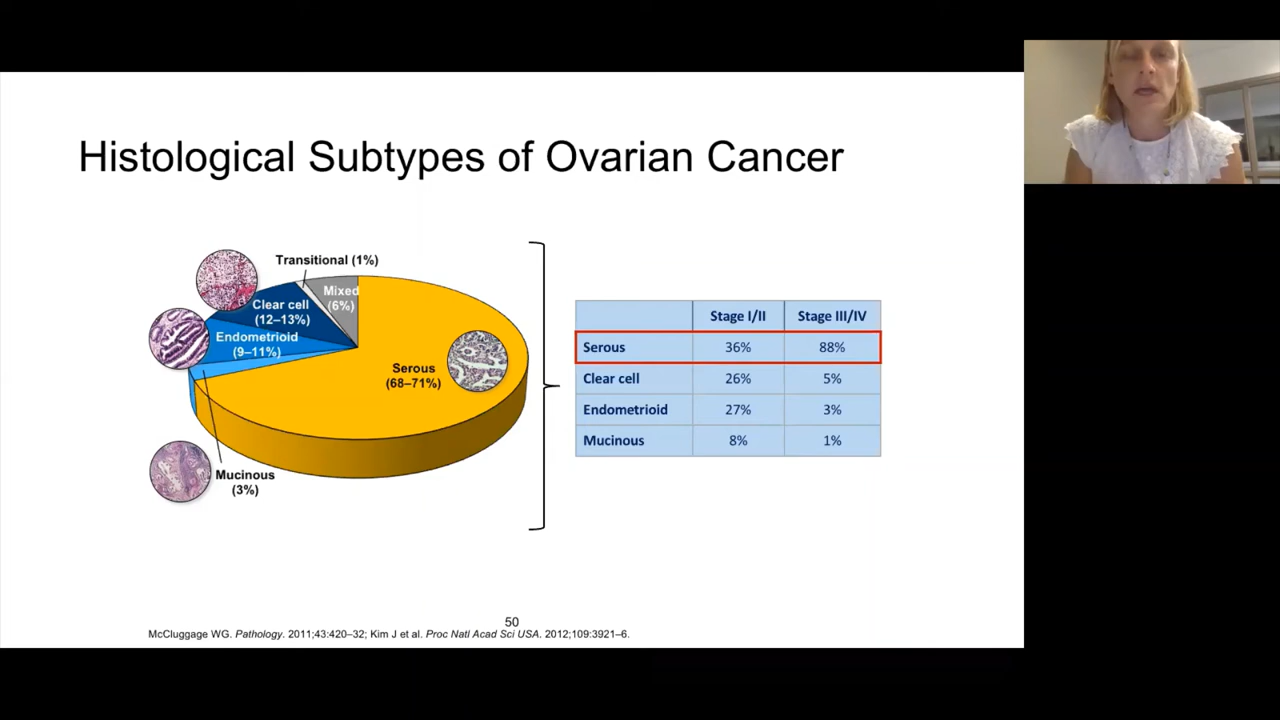 Histological Subtypes of Ovarian Cancer
Transitional (1%)
Mixed
(6%)
Clear cell
(12–13%)
Endometrioid
(9–11%)
Serous
(68–71%)
Mucinous
(3%)
Stage I/II Stage III/IV
Serous 36% 88%
Clear cell 26% 5%
Endometrioid 27% 3%
Mucinous 8% 1%
50
McCluggage WG. Pathology. 2011;43:420–32; Kim J et al. Proc Natl Acad Sci USA. 2012;109:3921–6.